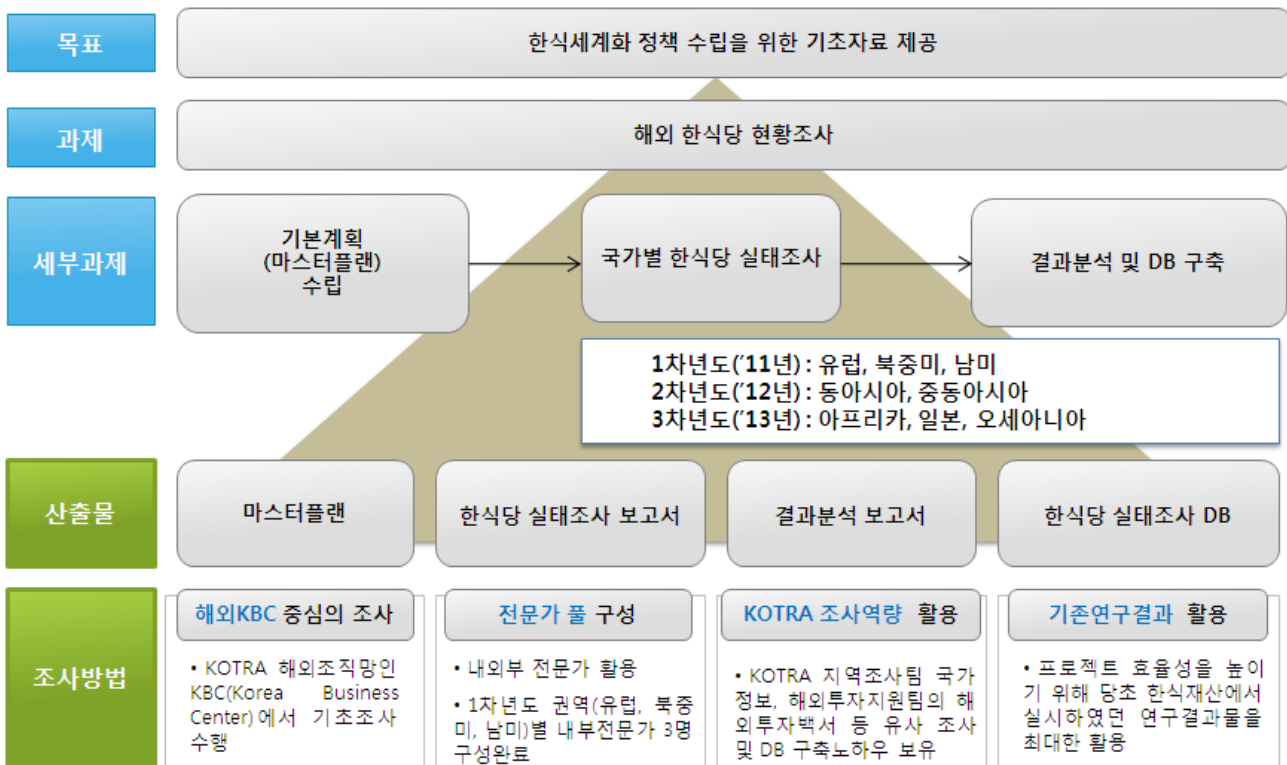 목표
한식세계화 정책 수립을 위한 기초자료 제공
과제
해외 한식당 현황조사
세부과제
기본계획
(마스터플랜)
수립
국가별 한식당 실태조사
결과분석 및 DB 구축
1차년도('11년) : 유럽, 북중미, 남미
2차년도('12년) : 동아시아, 중동아시아
3차년도('13년) : 아프리카, 일본, 오세아니아
산출물
마스터플랜
한식당 실태조사 보고서
결과분석 보고서
한식당 실태조사 DB
조사방법
해외KBC 중심의 조사
• KOTRA 해외조직망인
KBC(Korea Business
Center)에서 기초조사
수행
전문가 풀 구성
• 내외부 전문가 활용
• 1차년도 권역(유럽, 북중
미, 남미)별 내부전문가 3명
구성완료
KOTRA 조사역량 활용
• KOTRA 지역조사팀 국가
정보, 해외투자지원팀의 해
외투자백서 등 유사 조사
및 DB 구축노하우 보유
기존연구결과 활용
• 프로젝트 효율성을 높이
기 위해 당초 한식재산에서
실시하였던 연구결과물을
최대한 활용